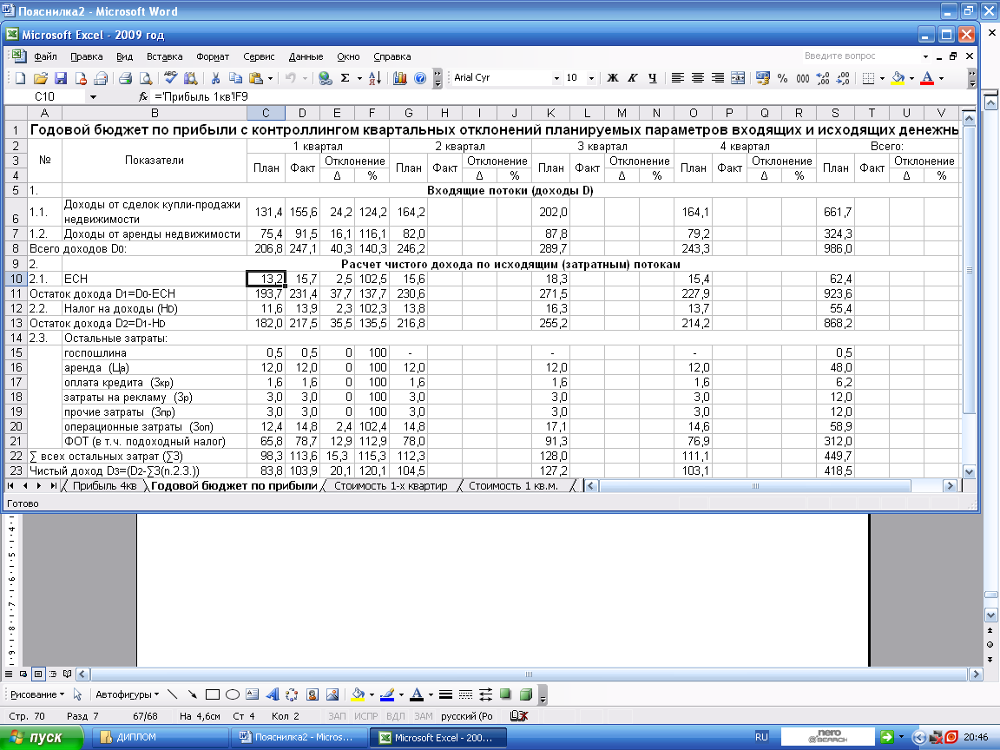 Пояснилка2 - Microsoft Word
Microsoft Excel - 2009 год
Файл Правка Вид Вставка Формат Сервис Данные Окно Справка Введите вопрос
Arial Cyr 10 Ж К Ч % 000
C10 fx ='Прибыль 1кв'!F9
A B C D E F G H I J K L M N O P Q R S T U V
1 Годовой бюджет по прибыли с контроллингом квартальных отклонений планируемых параметров входящих и исходящих денежны
2 № Показатели 1 квартал 2 квартал 3 квартал 4 квартал Всего:
3 План Факт Отклонение План Факт Отклонение План Факт Отклонение План Факт Отклонение План Факт Отклонение
4 Δ % Δ % Δ % Δ % Δ %
5 1. Входящие потоки (доходы D)
6 1.1. Доходы от сделок купли-продажи недвижимости 131,4 155,6 24,2 124,2 164,2 202,0 164,1 661,7
7 1.2. Доходы от аренды недвижимости 75,4 91,5 16,1 116,1 82,0 87,8 79,2 324,3
8 Всего доходов D0: 206,8 247,1 40,3 140,3 246,2 289,7 243,3 986,0
9 2. Расчет чистого дохода по исходящим (затратным) потокам
10 2.1. ЕСН 13,2 15,7 2,5 102,5 15,6 18,3 15,4 62,4
11 Остаток дохода D1=D0-ЕСН 193,7 231,4 37,7 137,7 230,6 271,5 227,9 923,6
12 2.2. Налог на доходы (HD) 11,6 13,9 2,3 102,3 13,8 16,3 13,7 55,4
13 Остаток дохода D2=D1-HD 182,0 217,5 35,5 135,5 216,8 255,2 214,2 868,2
14 2.3. Остальные затраты:
15 госпошлина 0,5 0,5 0 100 - - - 0,5
16 аренда (Ца) 12,0 12,0 0 100 12,0 12,0 12,0 48,0
17 оплата кредита (Зкр) 1,6 1,6 0 100 1,6 1,6 1,6 6,2
18 затраты на рекламу (Зр) 3,0 3,0 0 100 3,0 3,0 3,0 12,0
19 прочие затраты (Зпр) 3,0 3,0 0 100 3,0 3,0 3,0 12,0
20 операционные затраты (Зоп) 12,4 14,8 2,4 102,4 14,8 17,1 14,6 58,9
21 ФОТ (в т.ч. подоходный налог) 65,8 78,7 12,9 112,9 78,0 91,3 76,9 312,0
22 ∑ всех остальных затрат (∑З) 98,3 113,6 15,3 115,3 112,3 128,0 111,1 449,7
23 Чистый доход D3=(D2-∑З(п.2.3.)) 83,8 103,9 20,1 120,1 104,5 127,2 103,1 418,5
Прибыль 4кв Годовой бюджет по прибыли Стоимость 1-х квартир Стоимость 1 кв.м.
Готово
Рисование Автофигуры
Стр. 70 Разд 7 67/68 На 4,6см Ст 4 Кол 2 ЗАП ИСПР ВДЛ ЗАМ русский (Ро
пуск ДИПЛОМ Пояснилка2 - Micros... Microsoft Excel - 200... RU nero SEARCH 20:46